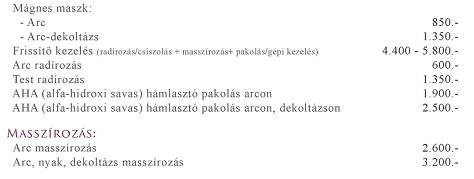 Mágnes maszk:
- Arc 850.-
- Arc-dekoltázs 1.350.-
Frissítő kezelés (radírozás/csiszolás + masszírozás+ pakolás/gépi kezelés) 4.400 - 5.800.-
Arc radírozás 600.-
Test radírozás 1.350.-
AHA (alfa-hidroxi savas) hámlasztó pakolás arcon 1.900.-
AHA (alfa-hidroxi savas) hámlasztó pakolás arcon, dekoltázson 2.500.-
Masszírozás:
Arc masszírozás 2.600.-
Arc, nyak, dekoltázs masszírozás 3.200.-